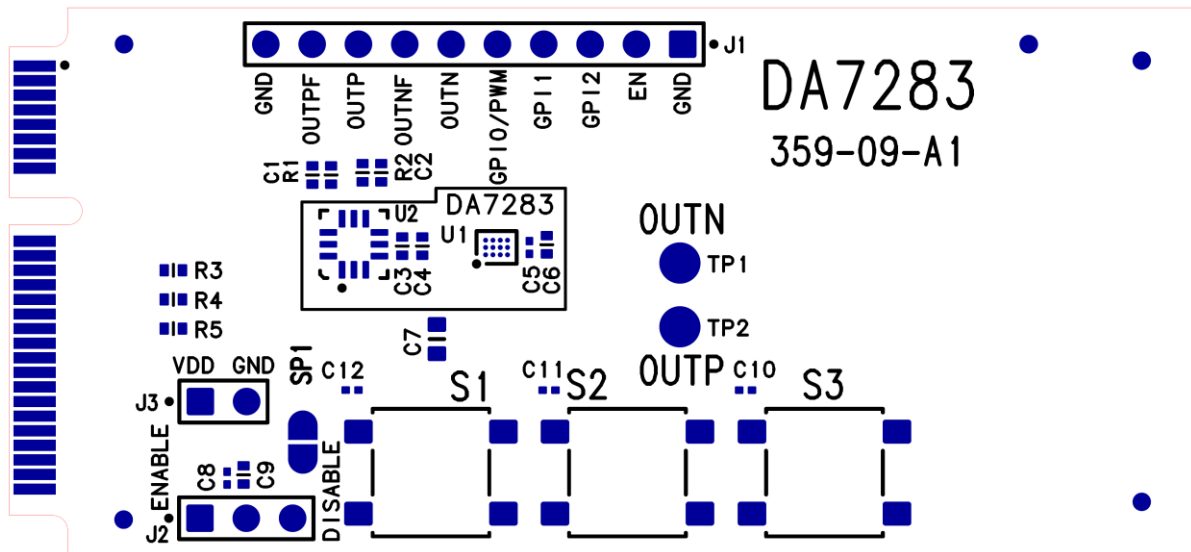 J1
GND
OUTPF
OUTP
OUTNF
OUTN
GPI0/PWM
GPI1
GPI2
EN
GND
DA7283
359-09-A1
C1
R1
R2
C2
DA7283
U2
U1
C3
C4
C5
C6
OUTN
TP1
TP2
OUTP
R3
R4
R5
C7
VDD GND
SP1
J3
C12
S1
C11
S2
C10
S3
ENABLE
C8
C9
DISABLE
J2